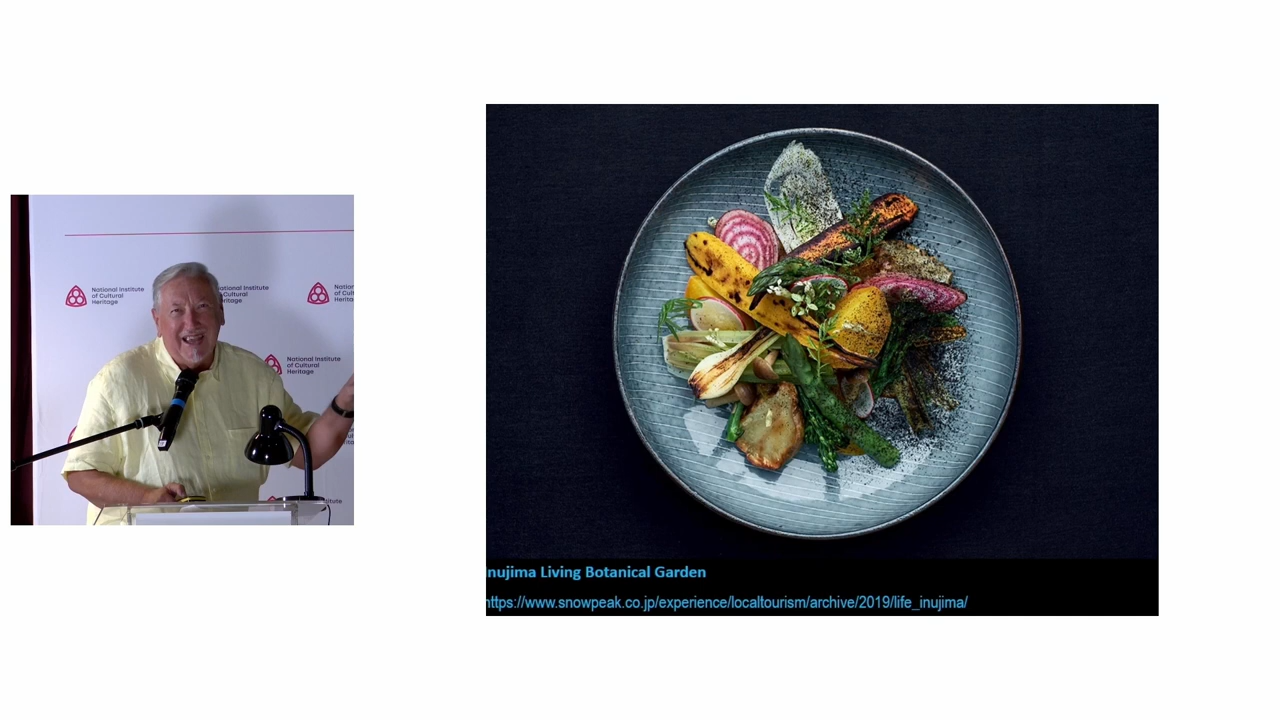 National Institute
of Cultural
Heritage
National Institute
Cultural
Heritage
National Institute
of Cultural
Heritage
nujima Living Botanical Garden
https://www.snowpeak.co.jp/experience/localtourism/archive/2019/life_inujima/